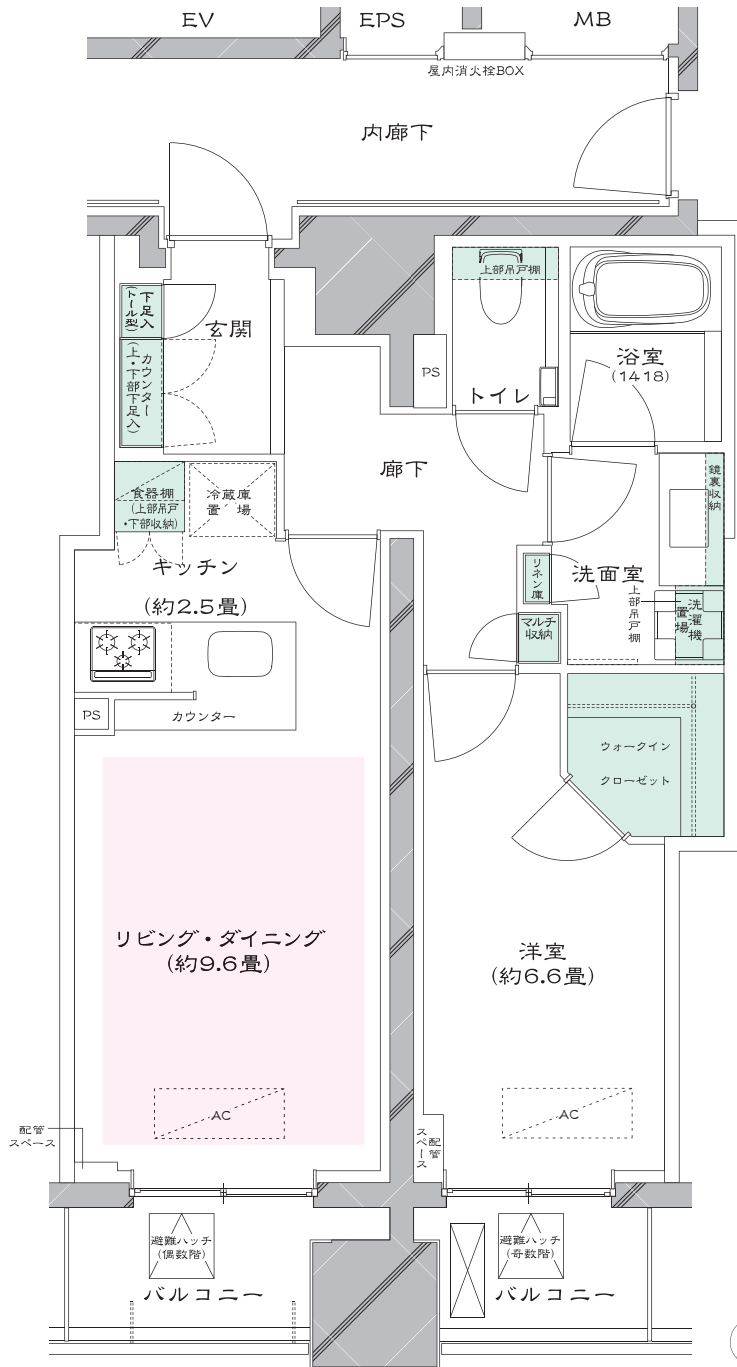 EV
EPS
MB
屋内消火栓BOX
内廊下
下足入
(トール型)
玄関
カウンター
(上・下部下足入)
上部吊戸棚
トイレ
PS
浴室
(1418)
廊下
食器棚
(上部吊戸
・下部収納)
冷蔵庫
置場
キッチン
(約2.5畳)
鏡裏収納
リネン庫
洗面室
上部吊戸棚
洗濯機
置場
マルチ
収納
PS
カウンター
ウォークイン
クローゼット
リビング・ダイニング
(約9.6畳)
洋室
(約6.6畳)
AC
AC
配管
スペース
配管
スペース
避難ハッチ
(偶数階)
避難ハッチ
(奇数階)
バルコニー
バルコニー